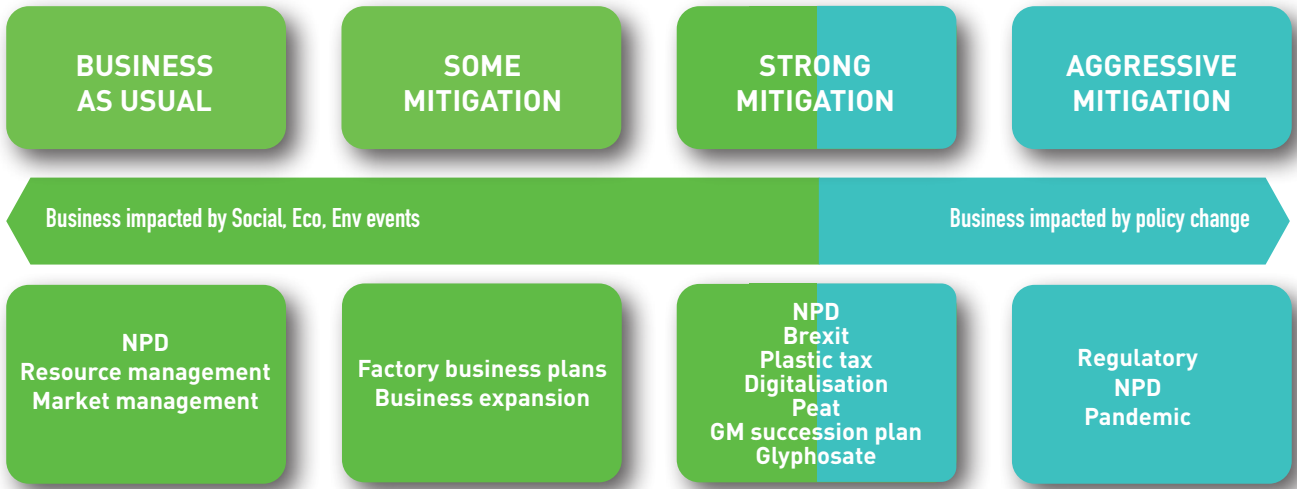 BUSINESS
AS USUAL
SOME
MITIGATION
STRONG
MITIGATION
AGGRESSIVE
MITIGATION
Business impacted by Social, Eco, Env events
Business impacted by policy change
NPD
Resource management
Market management
Factory business plans
Business expansion
NPD
Brexit
Plastic tax
Digitalisation
Peat
GM succession plan
Glyphosate
Regulatory
NPD
Pandemic